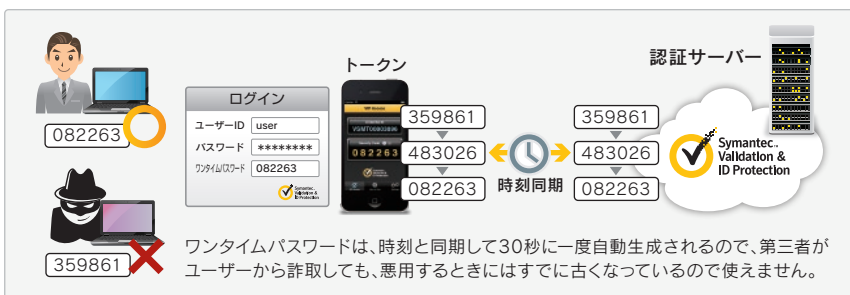 082263
359861
ログイン
ユーザーID user
パスワード ********
ワンタイムパスワード 082263
Symantec.
Validation &
ID Protection
トークン
082263
359861
483026
082263
時刻同期
359861
483026
082263
認証サーバー
Symantec.
Validation &
ID Protection
ワンタイムパスワードは、時刻と同期して30秒に一度自動生成されるので、第三者が
ユーザーから詐取しても、悪用するときにはすでに古くなっているので使えません。